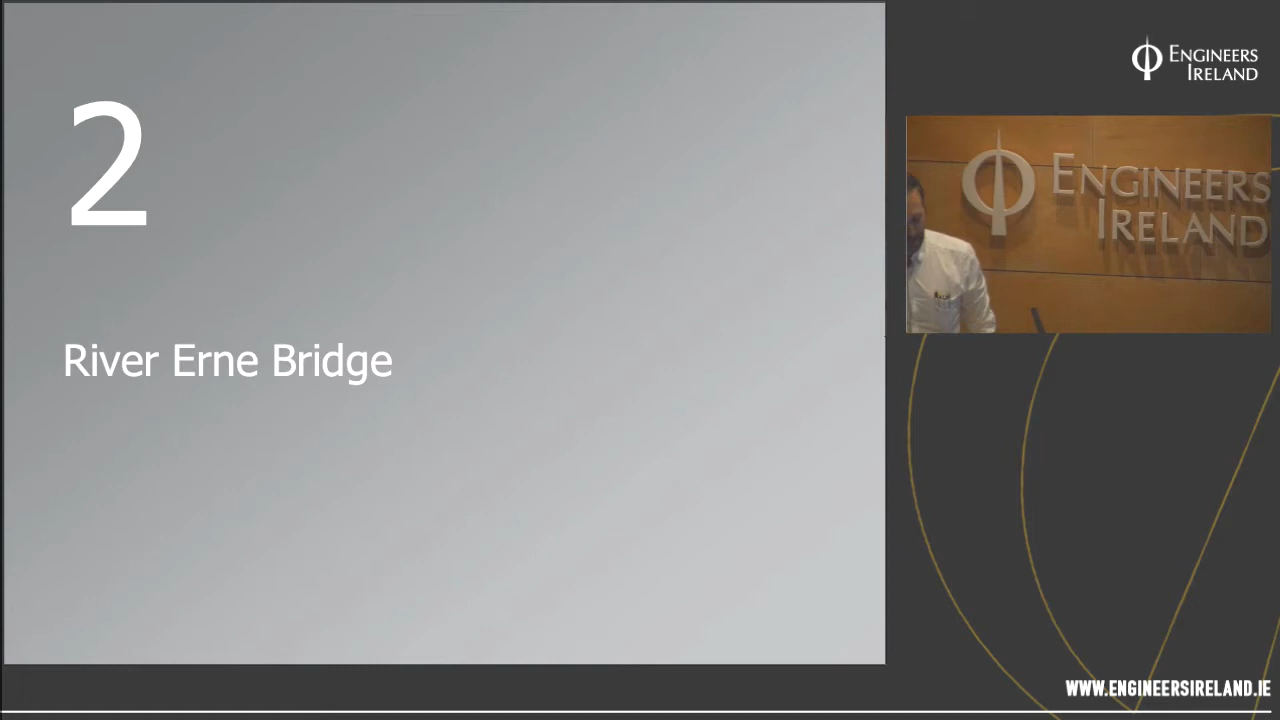 2
River Erne Bridge
ENGINEERS
IRELAND
ENGINEERS
IRELAND
WWW.ENGINEERSIRELAND.IE